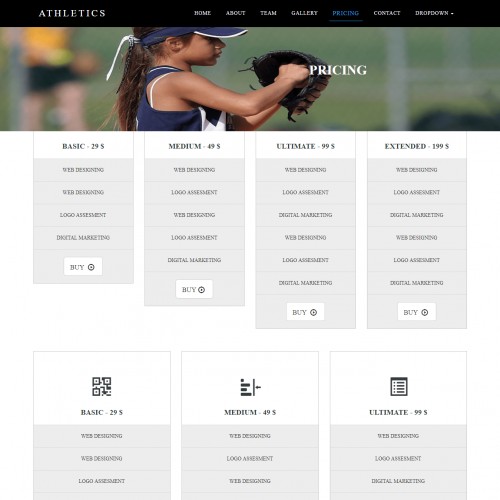 ATHLETICS HOME ABOUT TEAM GALLERY PRICING CONTACT DROPDOWN
PRICING
BASIC - 29 $
WEB DESIGNING
WEB DESIGNING
LOGO ASSESMENT
DIGITAL MARKETING
BUY
MEDIUM - 49 $
WEB DESIGNING
LOGO ASSESMENT
WEB DESIGNING
LOGO ASSESMENT
DIGITAL MARKETING
BUY
ULTIMATE - 99 $
WEB DESIGNING
LOGO ASSESMENT
DIGITAL MARKETING
WEB DESIGNING
LOGO ASSESMENT
DIGITAL MARKETING
BUY
EXTENDED - 199 $
WEB DESIGNING
LOGO ASSESMENT
DIGITAL MARKETING
WEB DESIGNING
LOGO ASSESMENT
DIGITAL MARKETING
BUY
BASIC - 29 $
WEB DESIGNING
WEB DESIGNING
LOGO ASSESMENT
MEDIUM - 49 $
WEB DESIGNING
LOGO ASSESMENT
WEB DESIGNING
ULTIMATE - 99 $
WEB DESIGNING
LOGO ASSESMENT
DIGITAL MARKETING